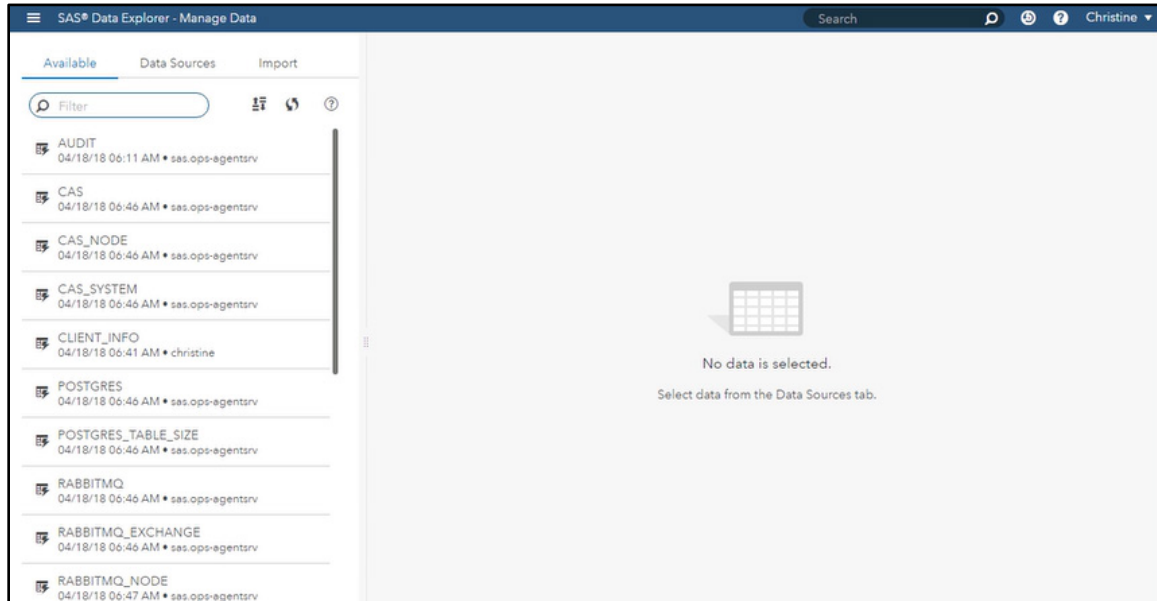 SAS® Data Explorer - Manage Data
Search
Christine
Available Data Sources Import
Filter
AUDIT
04/18/18 06:11 AM • sas.ops-agentsrv
CAS
04/18/18 06:46 AM • sas.ops-agentsrv
CAS_NODE
04/18/18 06:46 AM • sas.ops-agentsrv
CAS_SYSTEM
04/18/18 06:46 AM • sas.ops-agentsrv
CLIENT_INFO
04/18/18 06:41 AM • christine
POSTGRES
04/18/18 06:46 AM • sas.ops-agentsrv
POSTGRES_TABLE_SIZE
04/18/18 06:46 AM • sas.ops-agentsrv
RABBITMQ
04/18/18 06:46 AM • sas.ops-agentsrv
RABBITMQ_EXCHANGE
04/18/18 06:46 AM • sas.ops-agentsrv
RABBITMQ_NODE
04/18/18 06:47 AM • sas.ops-agentsrv
No data is selected.
Select data from the Data Sources tab.